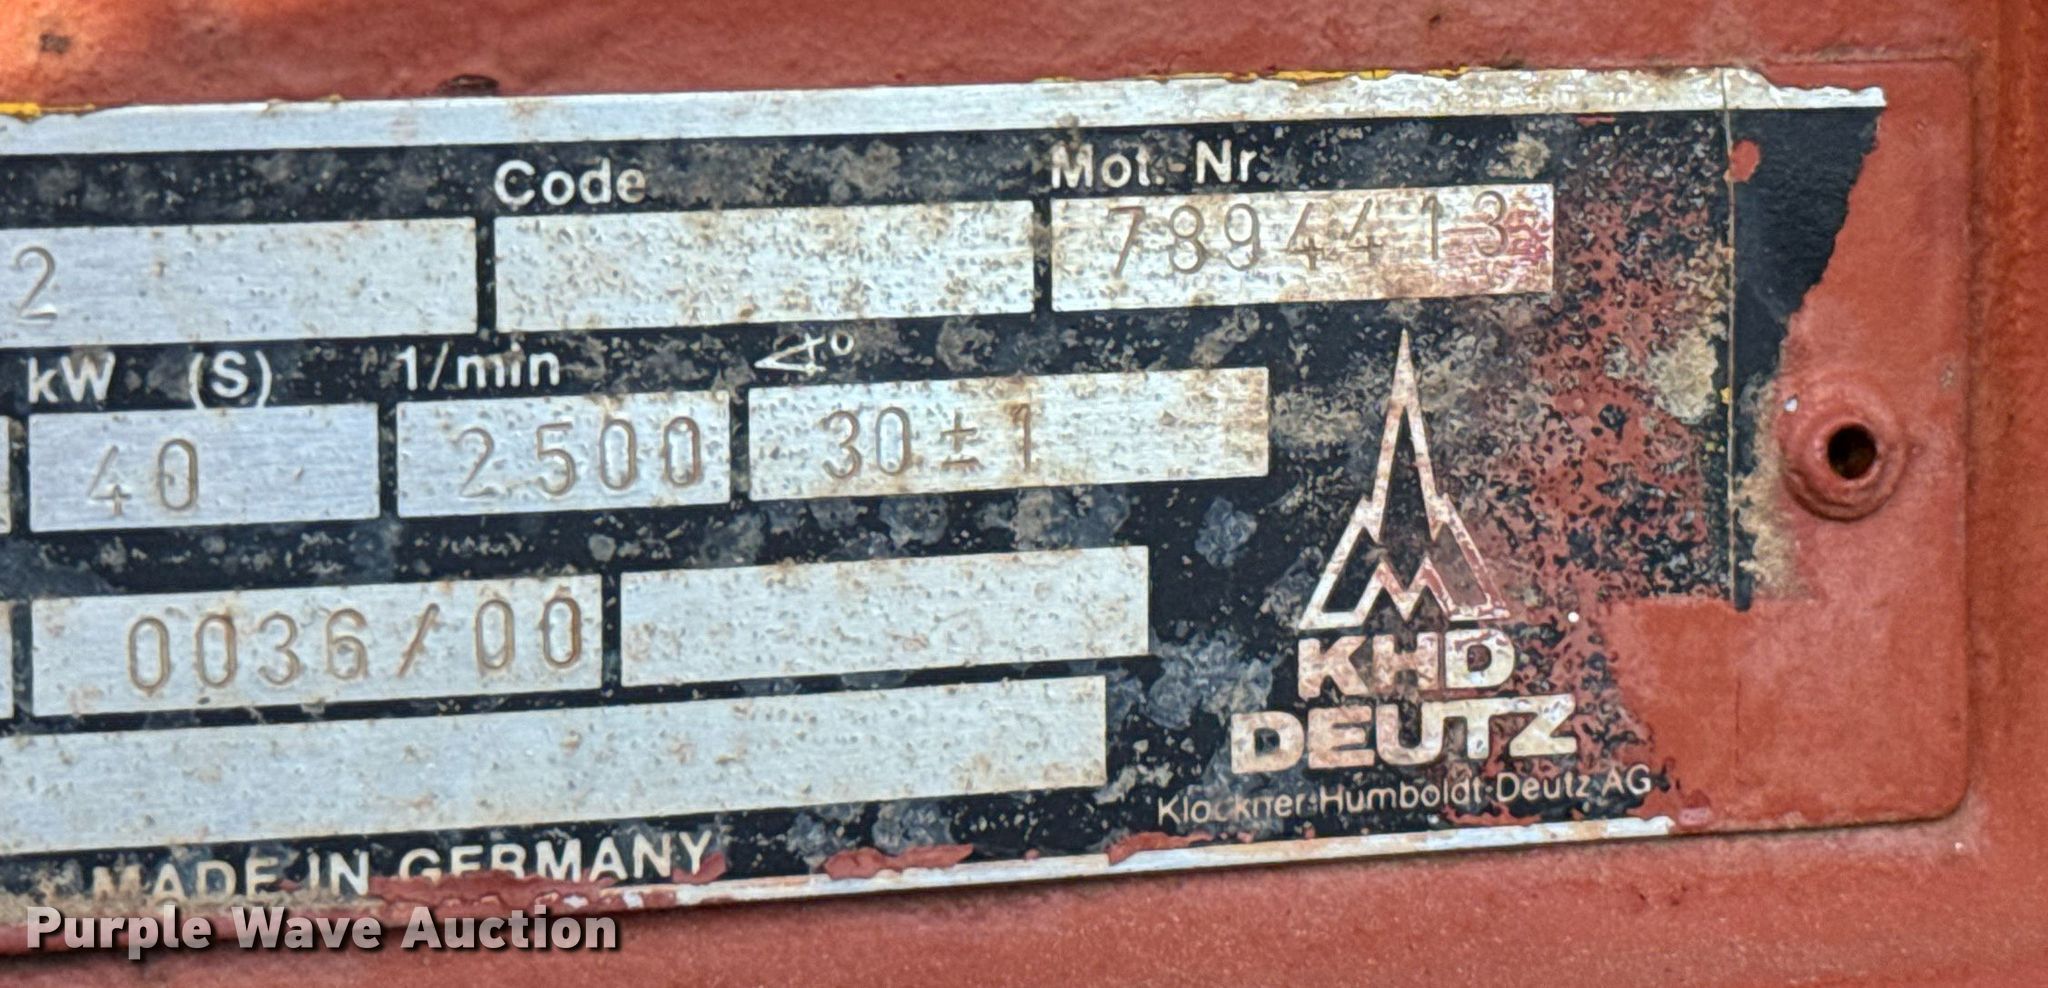 Code Mot.-Nr.
2 7894413
kW (S) 1/min ∢°
40 2500 30±1
0036/00
KHD
DEUTZ
Klöckner-Humboldt-Deutz AG
MADE IN GERMANY
Purple Wave Auction